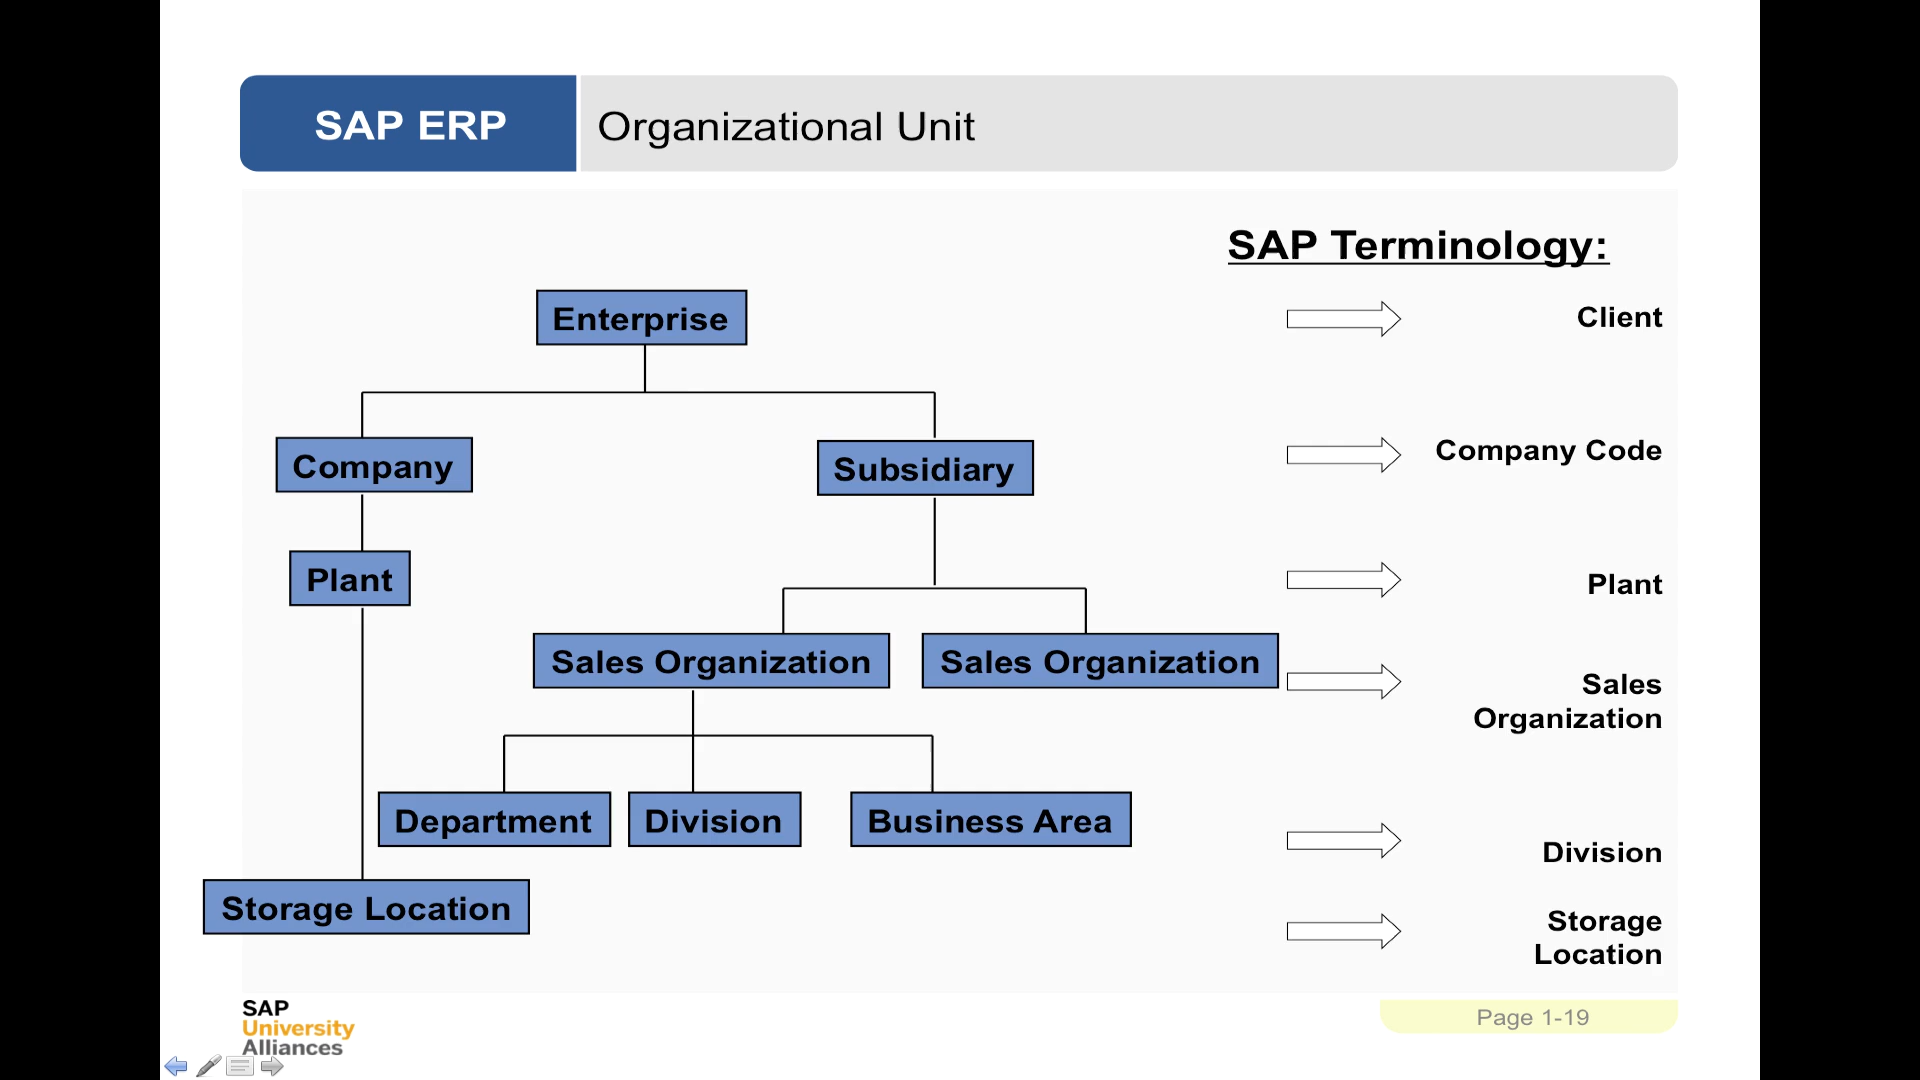 SAP ERP
Organizational Unit
SAP Terminology:
Enterprise
Client
Company
Subsidiary
Company Code
Plant
Plant
Sales Organization
Sales Organization
Sales
Organization
Department
Division
Business Area
Division
Storage Location
Storage
Location
SAP
University
Alliances
Page 1-19